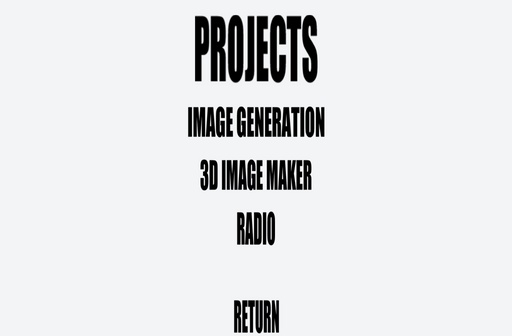 PROJECTS
IMAGE GENERATION
3D IMAGE MAKER
RADIO
RETURN